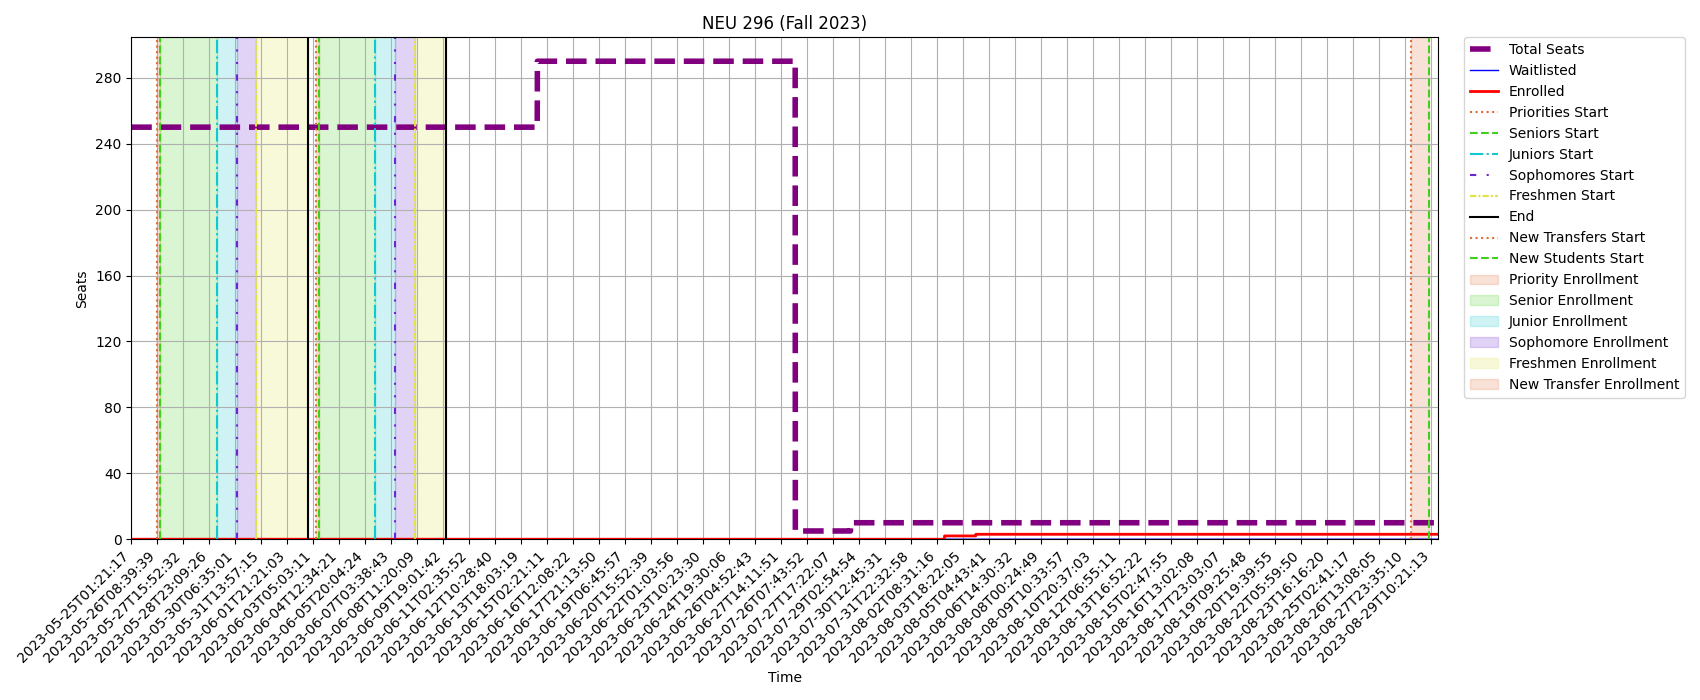 NEU 296 (Fall 2023)
Seats
280
240
200
160
120
80
40
0
2023-05-25T01:21:17
2023-05-26T08:39:39
2023-05-27T15:52:32
2023-05-28T23:09:26
2023-05-30T06:35:01
2023-05-31T13:57:15
2023-06-01T21:21:03
2023-06-03T05:03:11
2023-06-04T12:34:21
2023-06-05T20:04:24
2023-06-07T03:38:43
2023-06-08T11:20:09
2023-06-09T19:01:42
2023-06-11T02:35:52
2023-06-12T10:28:40
2023-06-13T18:03:19
2023-06-15T02:21:11
2023-06-16T12:08:22
2023-06-17T21:13:50
2023-06-19T06:45:57
2023-06-20T15:52:39
2023-06-22T01:03:56
2023-06-23T10:23:30
2023-06-24T19:30:06
2023-06-26T04:52:43
2023-06-27T14:11:51
2023-07-26T07:43:52
2023-07-27T17:22:07
2023-07-29T02:54:54
2023-07-30T12:45:31
2023-07-31T22:32:58
2023-08-02T08:31:16
2023-08-03T18:22:05
2023-08-05T04:43:41
2023-08-06T14:30:32
2023-08-08T00:24:49
2023-08-09T10:33:57
2023-08-10T20:37:03
2023-08-12T06:55:11
2023-08-13T16:52:22
2023-08-15T02:47:55
2023-08-16T13:02:08
2023-08-17T23:03:07
2023-08-19T09:25:48
2023-08-20T19:39:55
2023-08-22T05:59:50
2023-08-23T16:16:20
2023-08-25T02:41:17
2023-08-26T13:08:05
2023-08-27T23:35:10
2023-08-29T10:21:13
Time
Total Seats
Waitlisted
Enrolled
Priorities Start
Seniors Start
Juniors Start
Sophomores Start
Freshmen Start
End
New Transfers Start
New Students Start
Priority Enrollment
Senior Enrollment
Junior Enrollment
Sophomore Enrollment
Freshmen Enrollment
New Transfer Enrollment